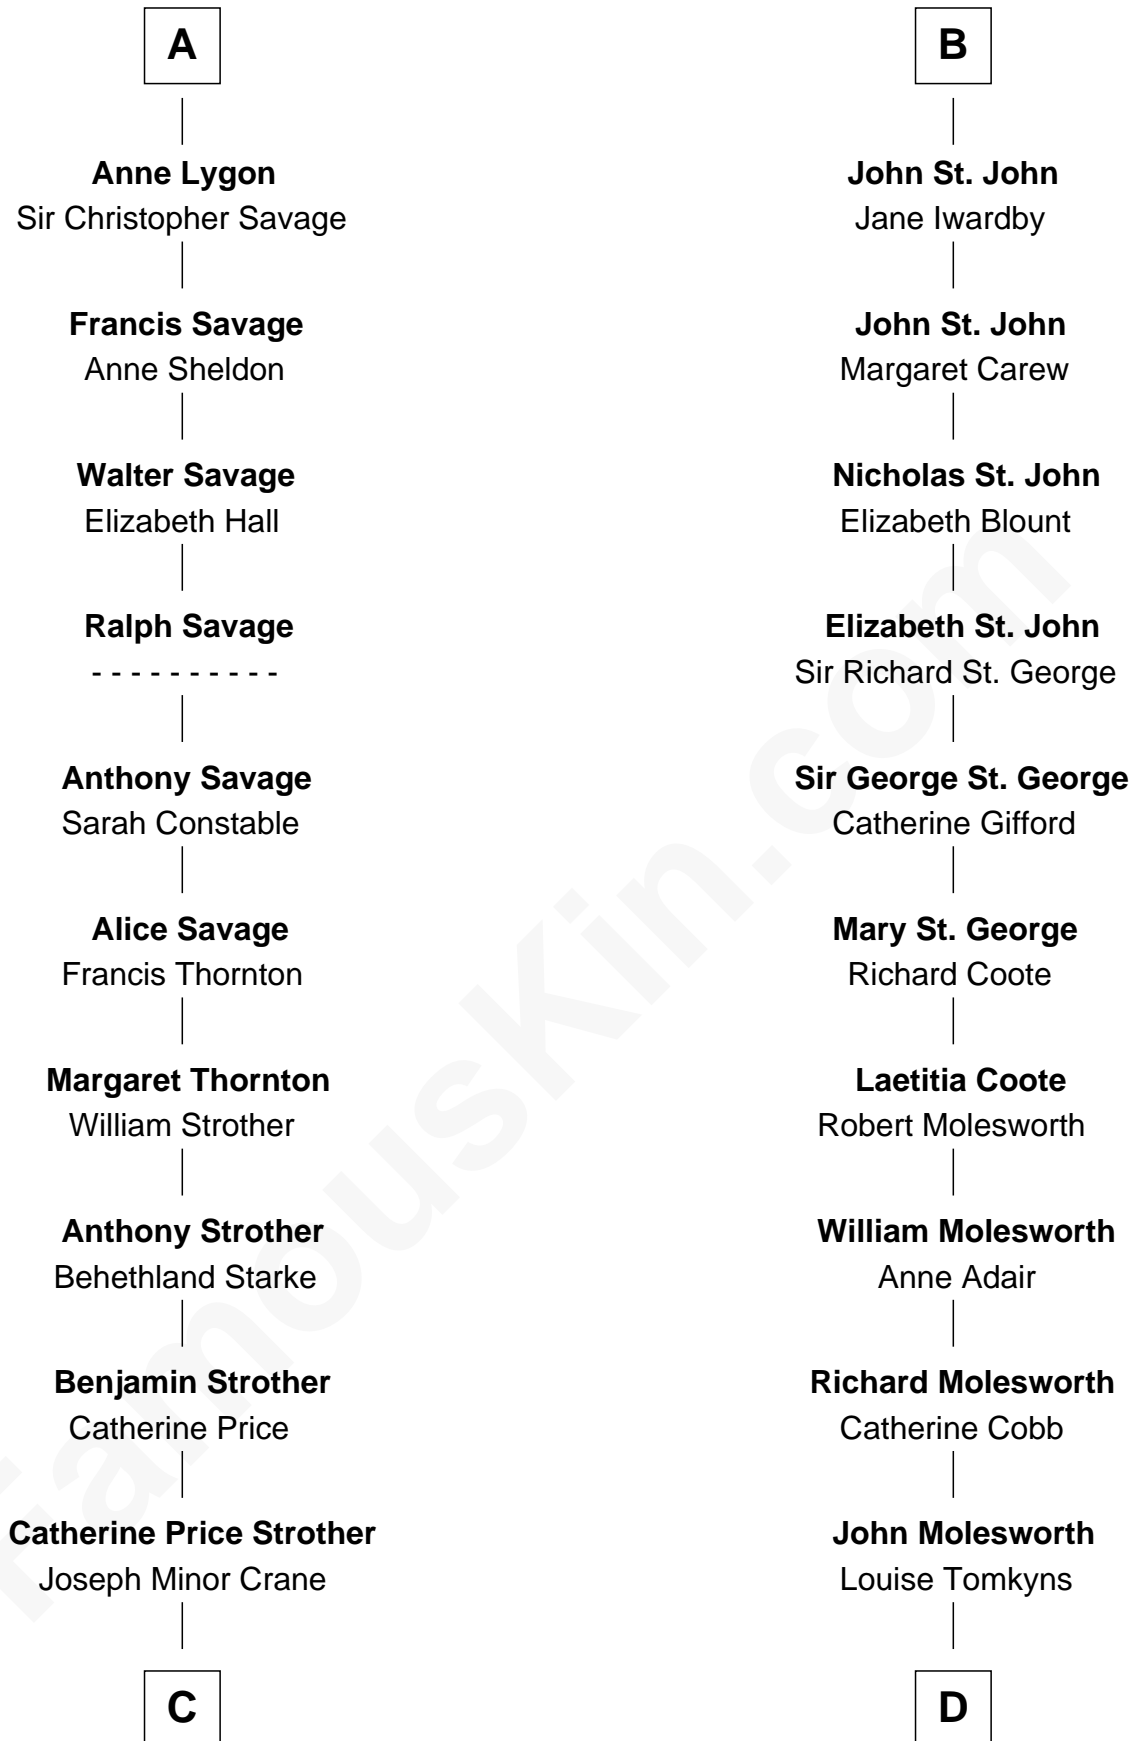 A
Anne Lygon
Sir Christopher Savage
Francis Savage
Anne Sheldon
Walter Savage
Elizabeth Hall
Ralph Savage
- - - - - - - - - -
Anthony Savage
Sarah Constable
Alice Savage
Francis Thornton
Margaret Thornton
William Strother
Anthony Strother
Behethland Starke
Benjamin Strother
Catherine Price
Catherine Price Strother
Joseph Minor Crane
C
B
John St. John
Jane Iwardby
John St. John
Margaret Carew
Nicholas St. John
Elizabeth Blount
Elizabeth St. John
Sir Richard St. George
Sir George St. George
Catherine Gifford
Mary St. George
Richard Coote
Laetitia Coote
Robert Molesworth
William Molesworth
Anne Adair
Richard Molesworth
Catherine Cobb
John Molesworth
Louise Tomkyns
D
FamousKin.com